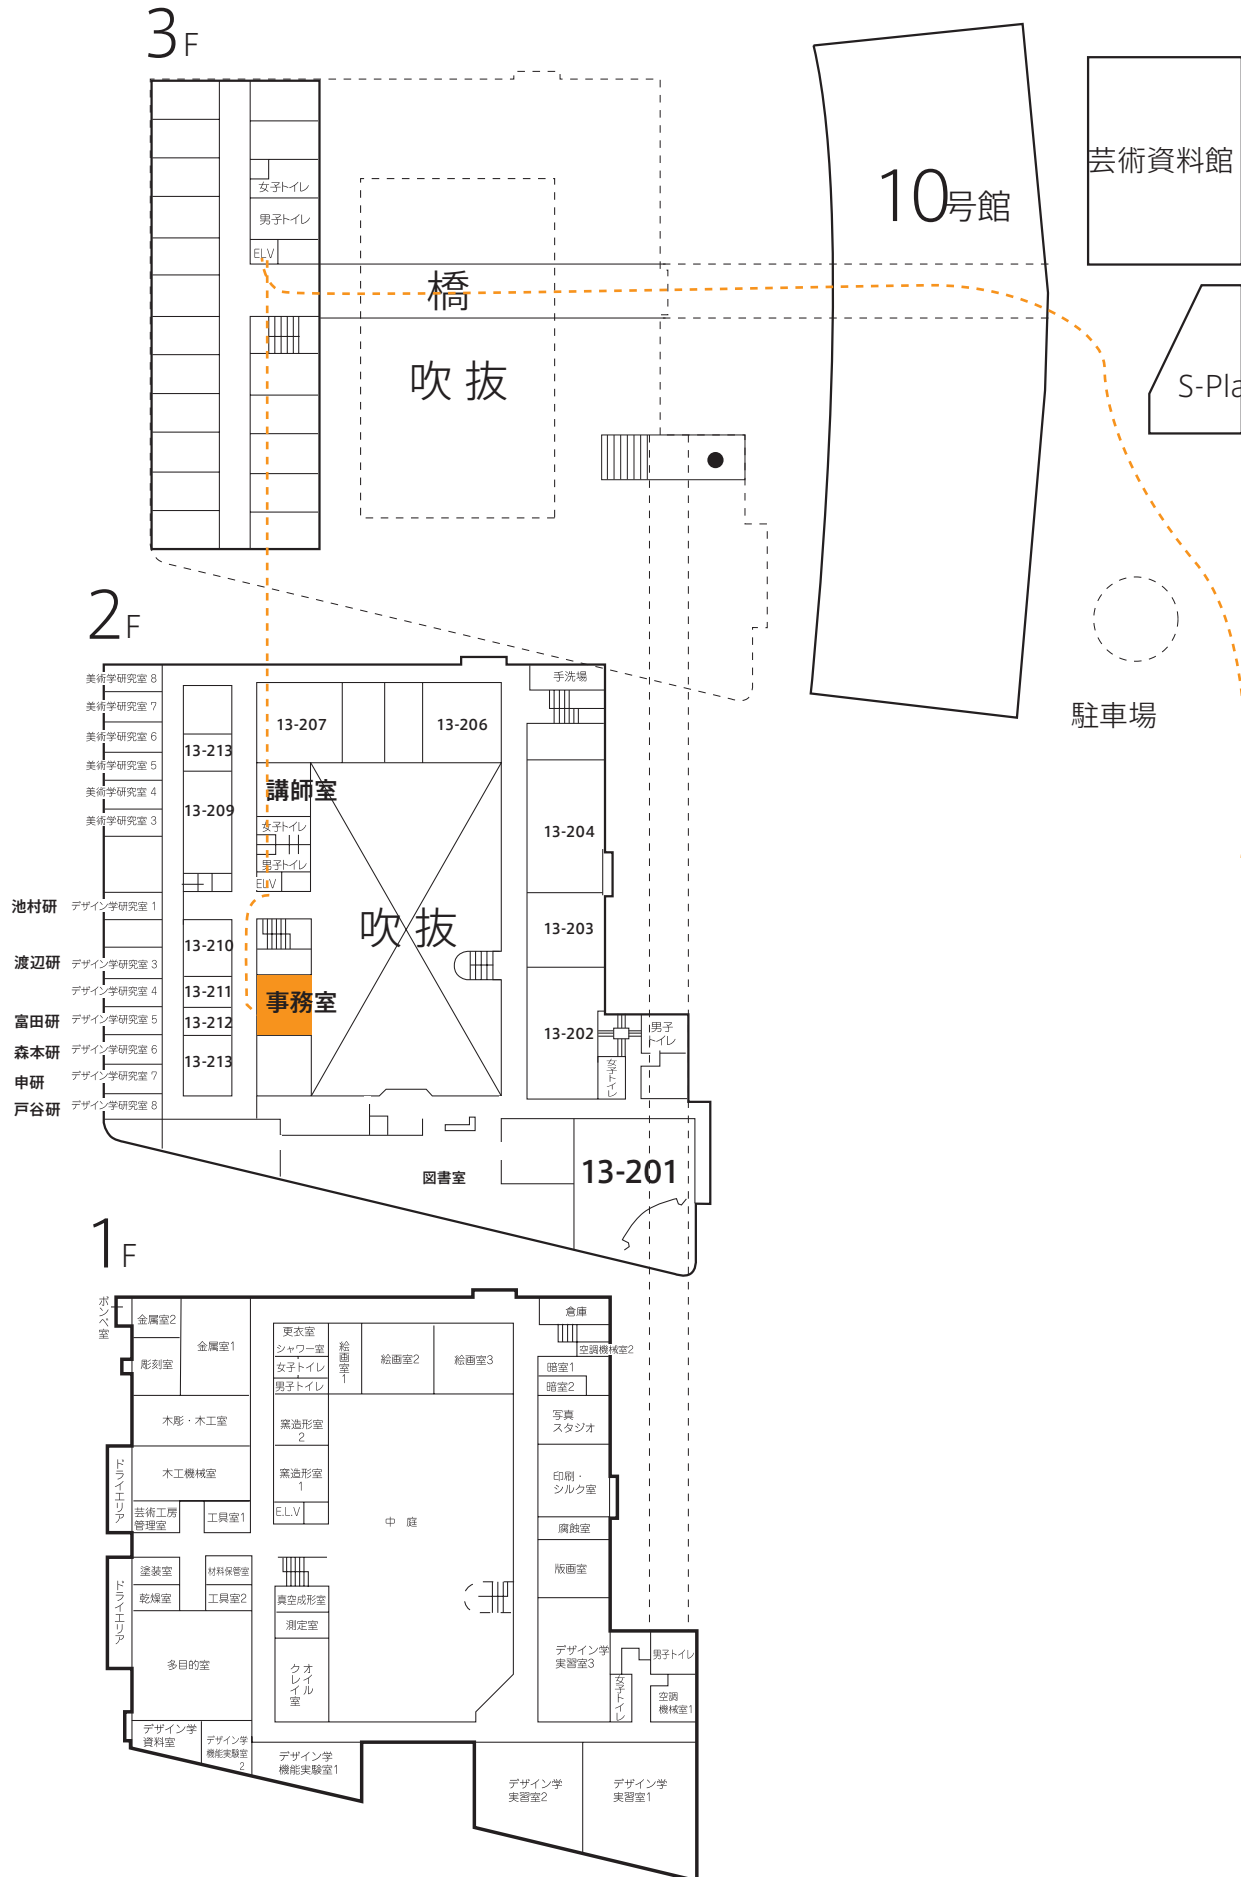 3F
女子トイレ
男子トイレ
ELV
橋
吹 抜
10号館
芸術資料館
S-Pla
駐車場
2F
美術学研究室 8
美術学研究室 7
美術学研究室 6
美術学研究室 5
美術学研究室 4
美術学研究室 3
池村研 デザイン学研究室 1
渡辺研 デザイン学研究室 3
デザイン学研究室 4
富田研 デザイン学研究室 5
森本研 デザイン学研究室 6
申研 デザイン学研究室 7
戸谷研 デザイン学研究室 8
13-213
13-209
13-210
13-211
13-212
13-213
13-207
13-206
講師室
女子トイレ
男子トイレ
ELV
吹 抜
事務室
手洗場
13-204
13-203
13-202
男子
トイレ
女子トイレ
図書室
13-201
1F
ボンベ室
金属室2
金属室1
彫刻室
木彫・木工室
ドライエリア
木工機械室
芸術工房
管理室
工具室1
ドライエリア
塗装室
材料保管室
乾燥室
工具室2
多目的室
デザイン学
資料室
デザイン学
機能実験室
2
デザイン学
機能実験室1
更衣室
シャワー室
女子トイレ
男子トイレ
絵画室1
絵画室2
絵画室3
窯造形室
2
窯造形室
1
E.L.V
中 庭
真空成形室
測定室
オイル
クレイ室
倉庫
空調機械室2
暗室1
暗室2
写真
スタジオ
印刷・
シルク室
腐蝕室
版画室
デザイン学
実習室3
男子トイレ
女子トイレ
空調
機械室1
デザイン学
実習室2
デザイン学
実習室1